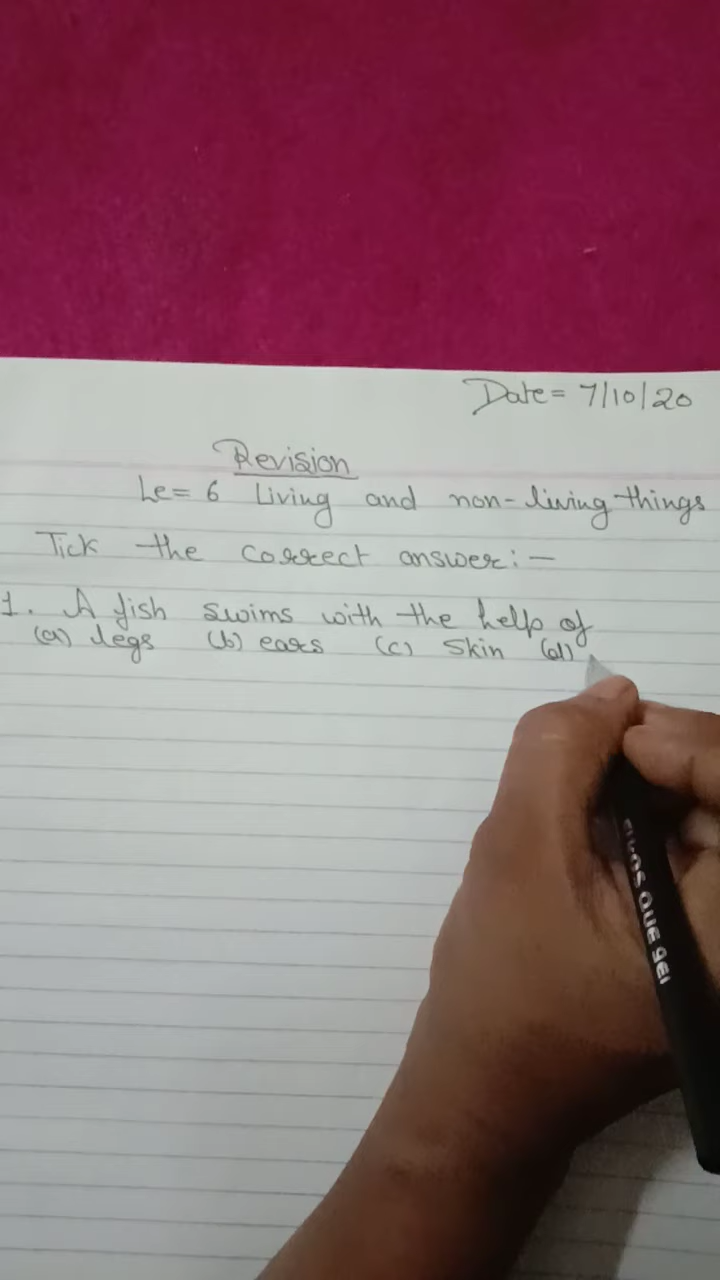 Date= 7/10/20
Revision
Le= 6 Living and non-living things
Tick the correct answer:-
1. A fish swims with the help of
(a) legs (b) ears (c) Skin (d)